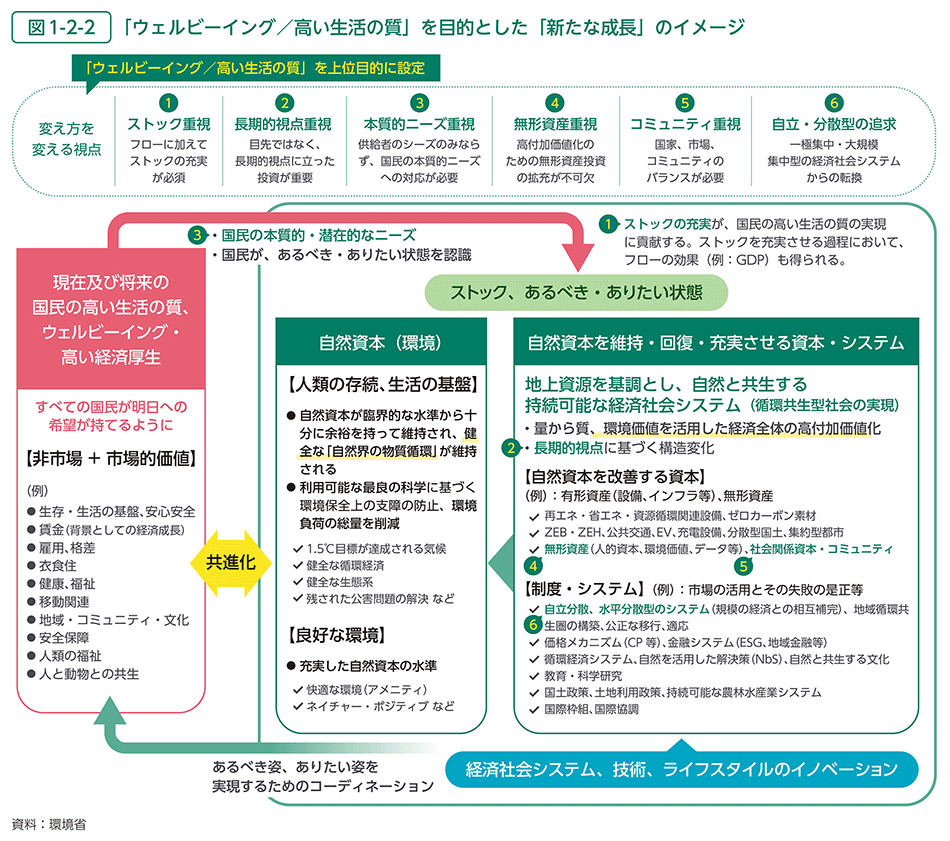 図1-2-2
「ウェルビーイング／高い生活の質」を目的とした「新たな成長」のイメージ
「ウェルビーイング／高い生活の質」を上位目的に設定
変え方を
変える視点
1
ストック重視
フローに加えて
ストックの充実
が必須
2
長期的視点重視
目先ではなく、
長期的視点に立った
投資が重要
3
本質的ニーズ重視
供給者のシーズのみなら
ず、国民の本質的ニーズ
への対応が必要
4
無形資産重視
高付加価値化
のための無形資産投資
の拡充が不可欠
5
コミュニティ重視
国家、市場、
コミュニティの
バランスが必要
6
自立・分散型の追求
一極集中・大規模
集中型の経済社会システム
からの転換
3 ・国民の本質的・潜在的なニーズ
・国民が、あるべき・ありたい状態を認識
1 ストックの充実が、国民の高い生活の質の実現
に貢献する。ストックを充実させる過程において、
フローの効果（例：GDP）も得られる。
ストック、あるべき・ありたい状態
現在及び将来の
国民の高い生活の質、
ウェルビーイング・
高い経済厚生
すべての国民が明日への
希望が持てるように
【非市場 ＋ 市場的価値】
（例）
●生存・生活の基盤、安心安全
●賃金（背景としての経済成長）
●雇用、格差
●衣食住
●健康、福祉
●移動関連
●地域・コミュニティ・文化
●安全保障
●人類の福祉
●人と動物との共生
共進化
自然資本（環境）
【人類の存続、生活の基盤】
●自然資本が臨界的な水準から十
分に余裕を持って維持され、健
全な「自然界の物質循環」が維持
される
●利用可能な最良の科学に基づく
環境保全上の支障の防止、環境
負荷の総量を削減
✓1.5℃目標が達成される気候
✓健全な循環経済
✓健全な生態系
✓残された公害問題の解決 など
【良好な環境】
●充実した自然資本の水準
✓快適な環境（アメニティ）
✓ネイチャー・ポジティブ など
自然資本を維持・回復・充実させる資本・システム
地上資源を基調とし、自然と共生する
持続可能な経済社会システム（循環共生型社会の実現）
・量から質、環境価値を活用した経済全体の高付加価値化
2 ・長期的視点に基づく構造変化
【自然資本を改善する資本】
（例）：有形資産（設備、インフラ等）、無形資産
✓再エネ・省エネ・資源循環関連設備、ゼロカーボン素材
✓ZEB・ZEH、公共交通、EV、充電設備、分散型国土、集約型都市
✓無形資産（人的資本、環境価値、データ等）、社会関係資本・コミュニティ
4
5
【制度・システム】（例）：市場の活用とその失敗の是正等
✓自立分散、水平分散型のシステム（規模の経済との相互補完）、地域循環共
6 生圏の構築、公正な移行、適応
✓価格メカニズム（CP 等）、金融システム（ESG、地域金融等）
✓循環経済システム、自然を活用した解決策（NbS）、自然と共生する文化
✓教育・科学研究
✓国土政策、土地利用政策、持続可能な農林水産業システム
✓国際枠組、国際協調
あるべき姿、ありたい姿を
実現するためのコーディネーション
経済社会システム、技術、ライフスタイルのイノベーション
資料：環境省